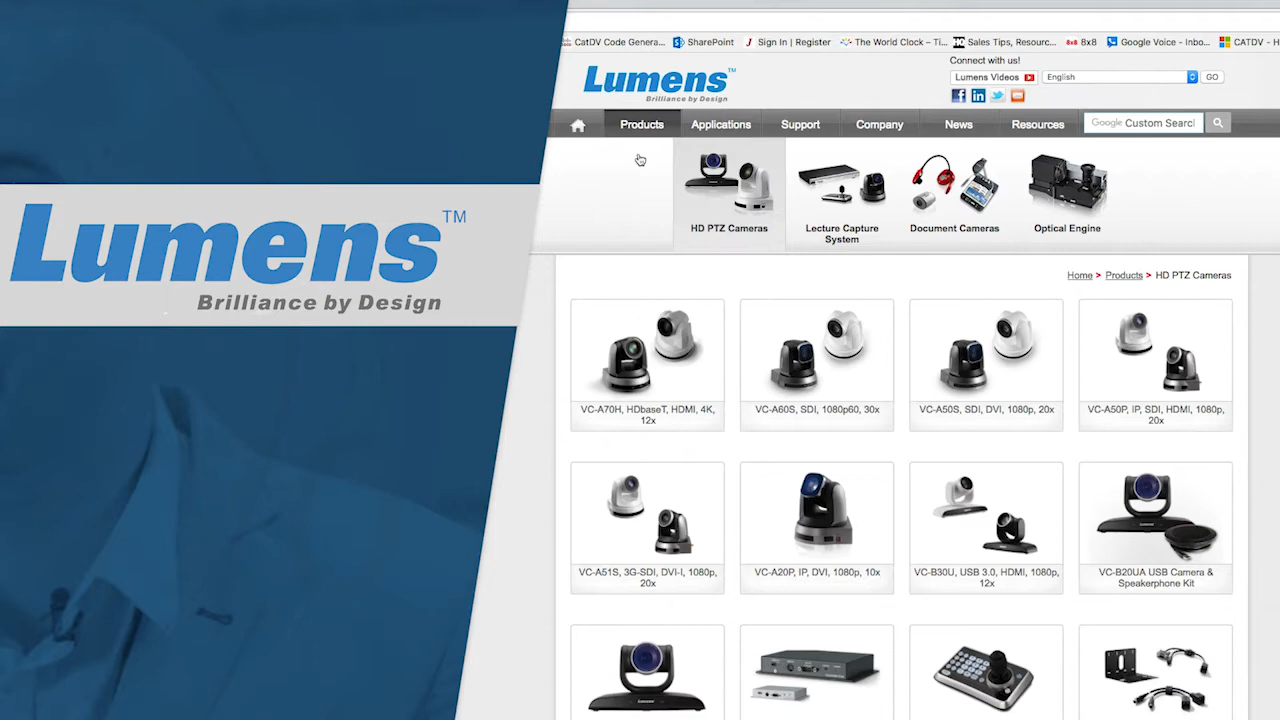 Lumens™
Brilliance by Design
CatDV Code Genera...
SharePoint
Sign In | Register
The World Clock – Ti...
HQ Sales Tips, Resourc...
8x8 8x8
Google Voice - Inbo...
CATDV - H
Lumens™
Brilliance by Design
Connect with us!
Lumens Videos
English
GO
Products
Applications
Support
Company
News
Resources
Google Custom Search
HD PTZ Cameras
Lecture Capture
System
Document Cameras
Optical Engine
Home > Products > HD PTZ Cameras
VC-A70H, HDbaseT, HDMI, 4K,
12x
VC-A60S, SDI, 1080p60, 30x
VC-A50S, SDI, DVI, 1080p, 20x
VC-A50P, IP, SDI, HDMI, 1080p,
20x
VC-A51S, 3G-SDI, DVI-I, 1080p,
20x
VC-A20P, IP, DVI, 1080p, 10x
VC-B30U, USB 3.0, HDMI, 1080p,
12x
VC-B20UA USB Camera &
Speakerphone Kit